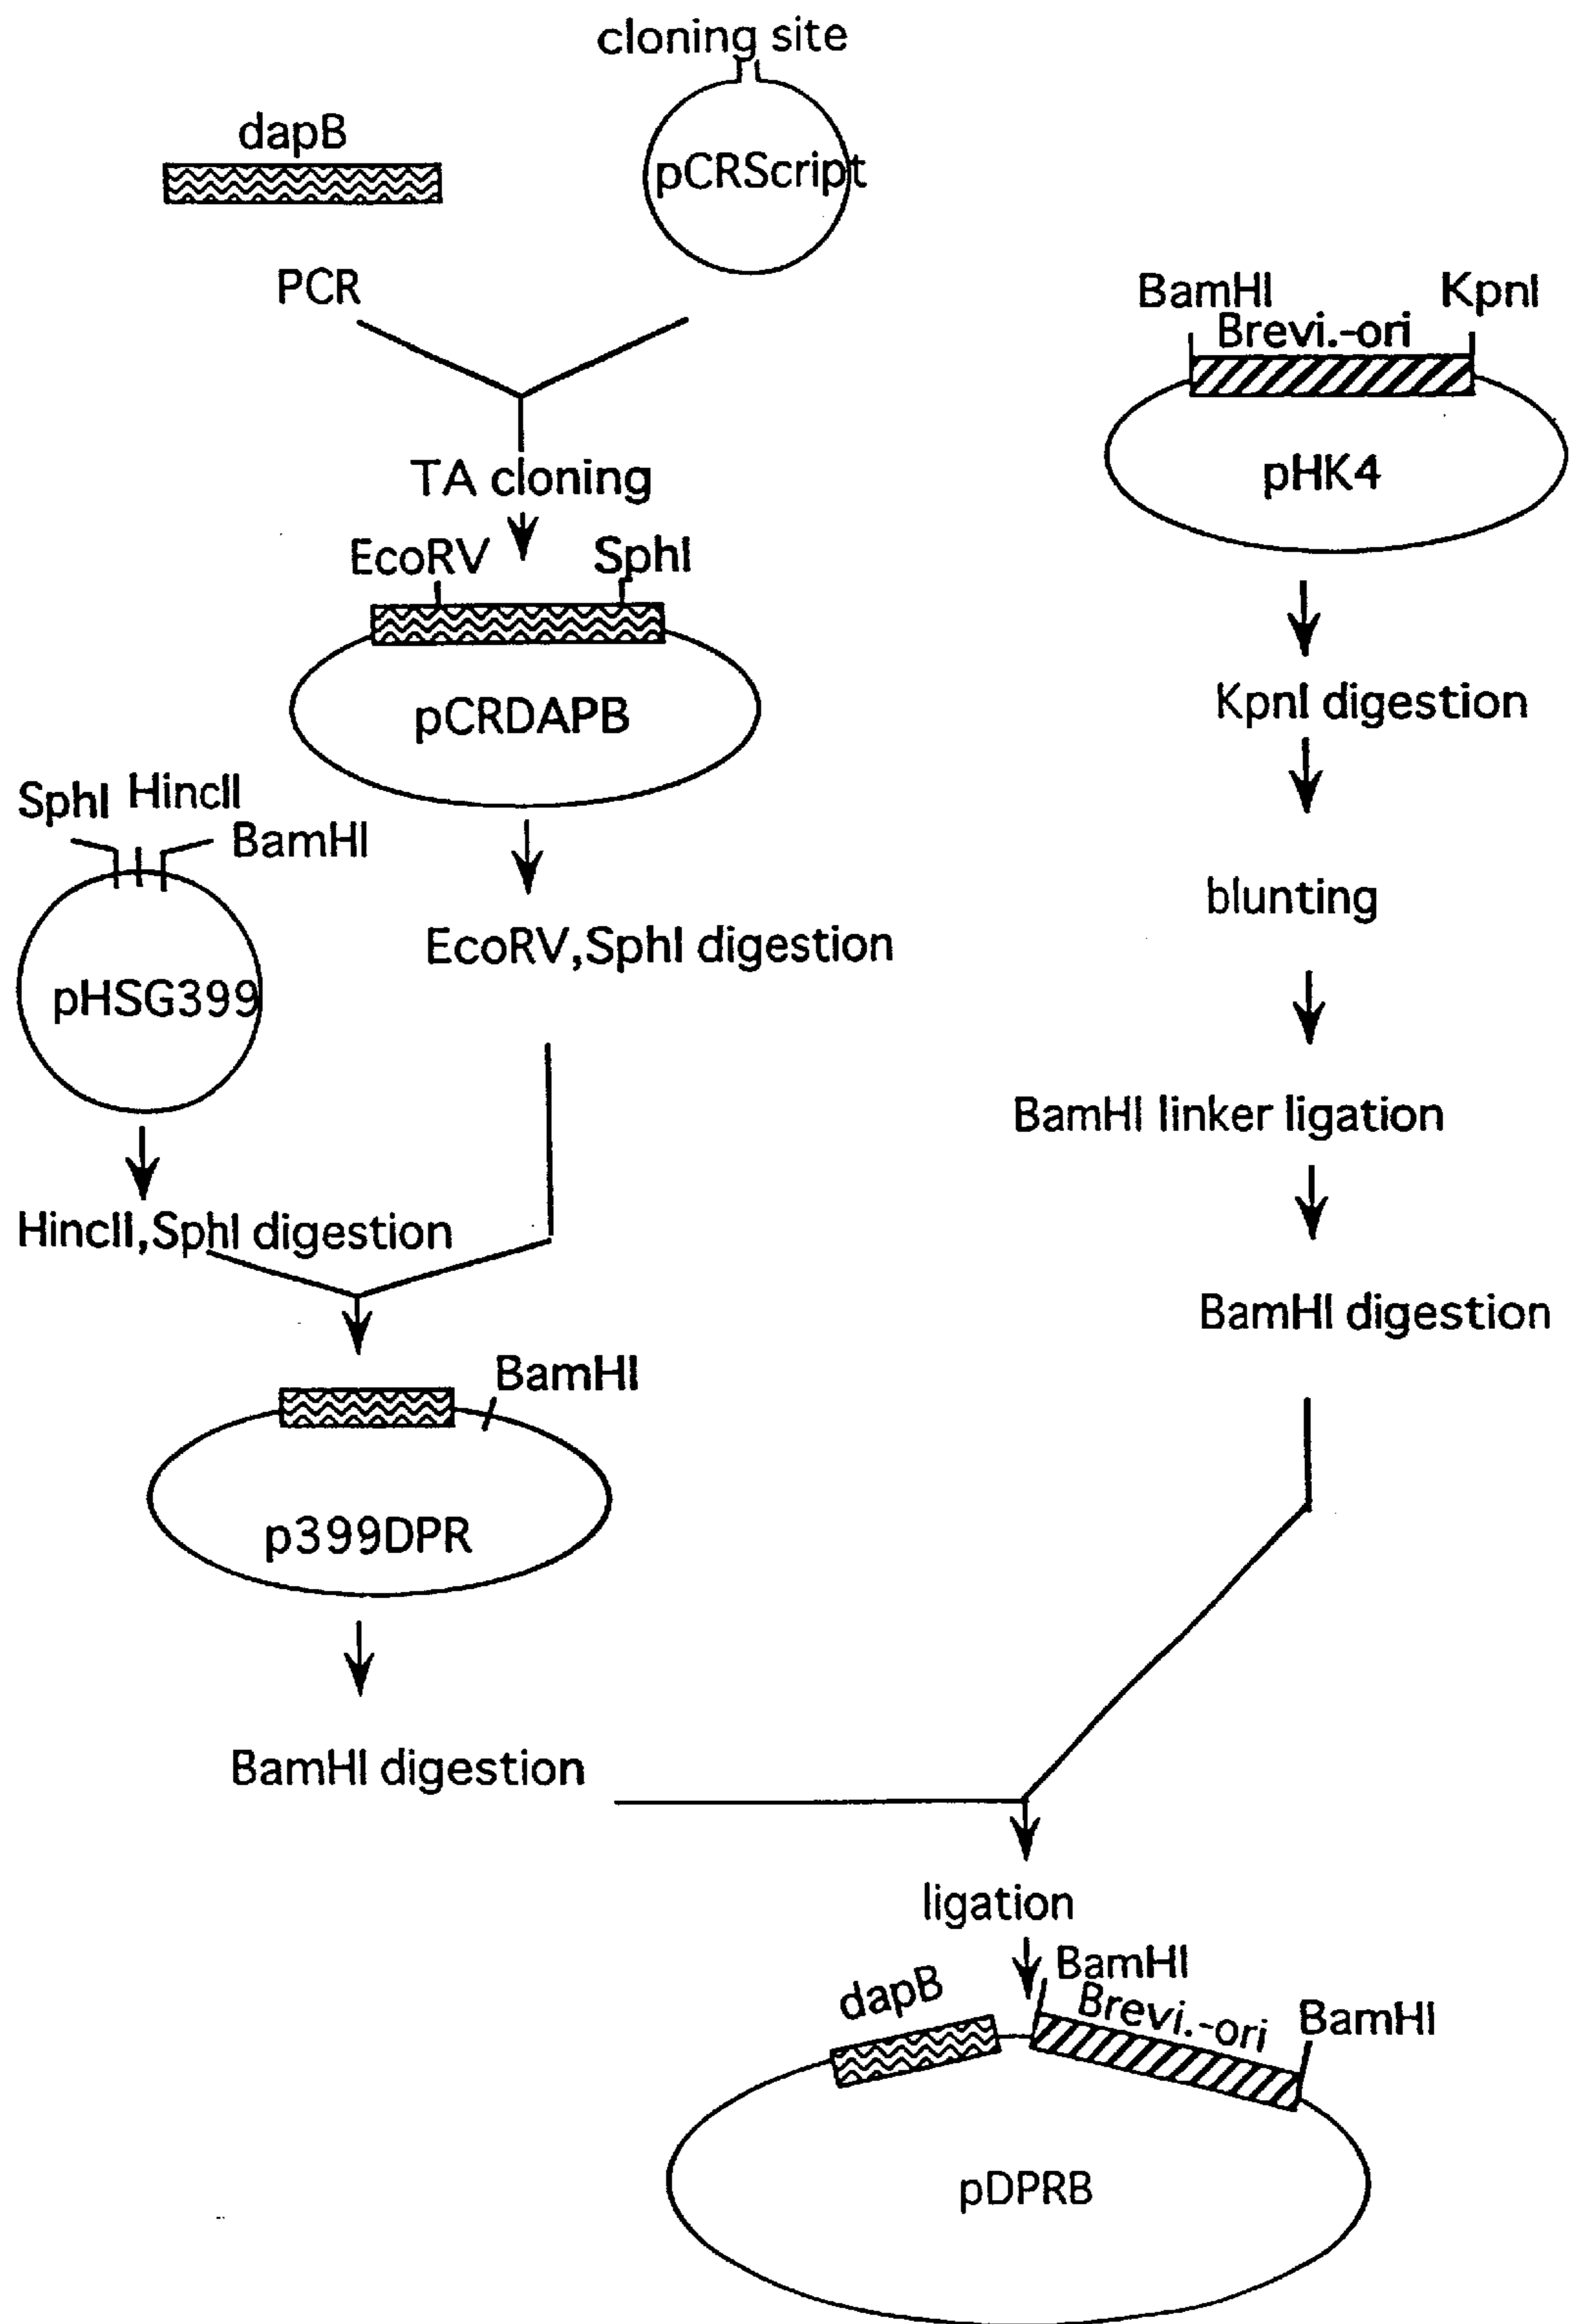 cloning site
dapB
pCRScript
PCR
BamHI
KpnI
Brevi.-ori
TA cloning
pHK4
EcoRV
SphI
KpnI digestion
pCRDAPB
SphI
HincII
BamHI
blunting
EcoRV,SphI digestion
pHSG399
BamHI linker ligation
HincII,SphI digestion
BamHI digestion
BamHI
p399DPR
BamHI digestion
ligation
BamHI
dapB
Brevi.-ori
BamHI
pDPRB